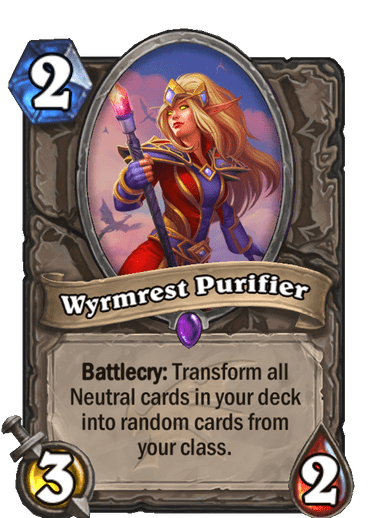 2
Wyrmrest Purifier
Battlecry: Transform all
Neutral cards in your deck
into random cards from
your class.
3
2